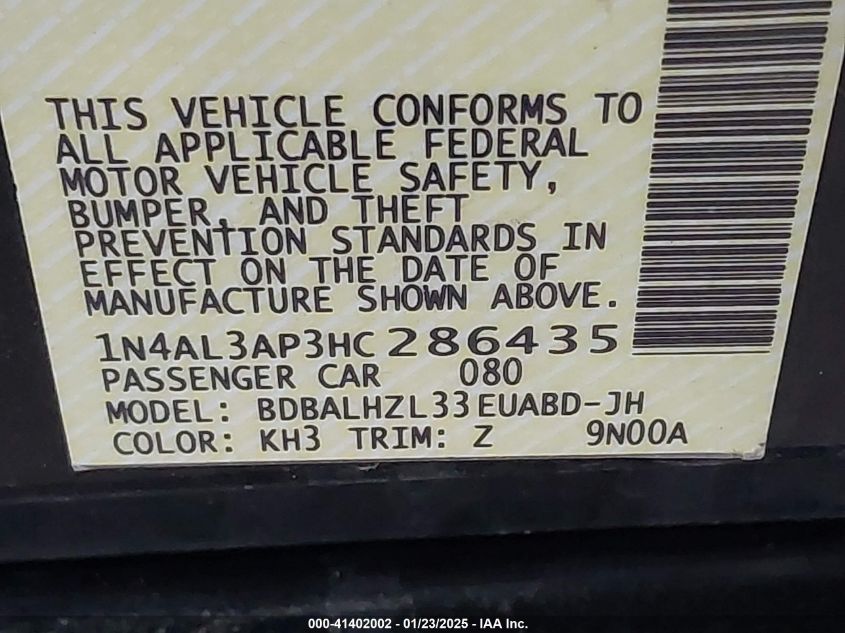 THIS VEHICLE CONFORMS TO
ALL APPLICABLE FEDERAL
MOTOR VEHICLE SAFETY,
BUMPER, AND THEFT
PREVENTION STANDARDS IN
EFFECT ON THE DATE OF
MANUFACTURE SHOWN ABOVE.
1N4AL3AP3HC286435
PASSENGER CAR 080
MODEL: BDBALHZL33EUABD-JH
COLOR: KH3 TRIM: Z 9N00A
000-41402002 - 01/23/2025 - IAA Inc.